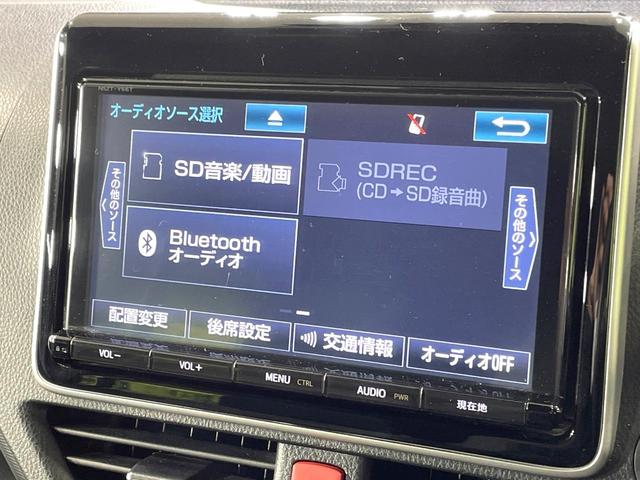 NSZT-Y66T
オーディオソース選択
SD音楽/動画
SDREC
(CD→SD録音曲)
その他のソース
その他のソース
Bluetooth
オーディオ
配置変更
後席設定
交通情報
オーディオOFF
VOL−
VOL+
MENU CTRL
AUDIO PWR
現在地